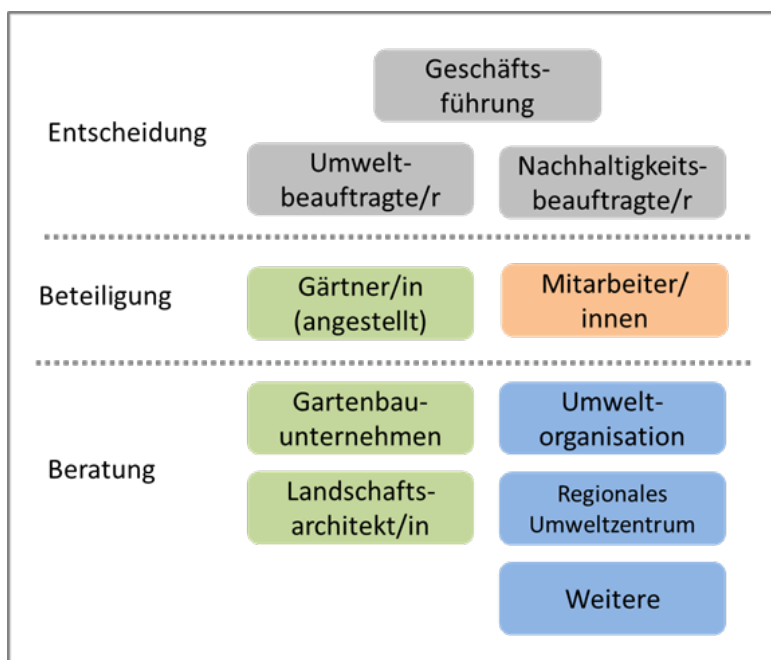 Geschäfts-
führung
Entscheidung
Umwelt-
beauftragte/r
Nachhaltigkeits-
beauftragte/r
Beteiligung
Gärtner/in
(angestellt)
Mitarbeiter/
innen
Beratung
Gartenbau-
unternehmen
Umwelt-
organisation
Landschafts-
architekt/in
Regionales
Umweltzentrum
Weitere